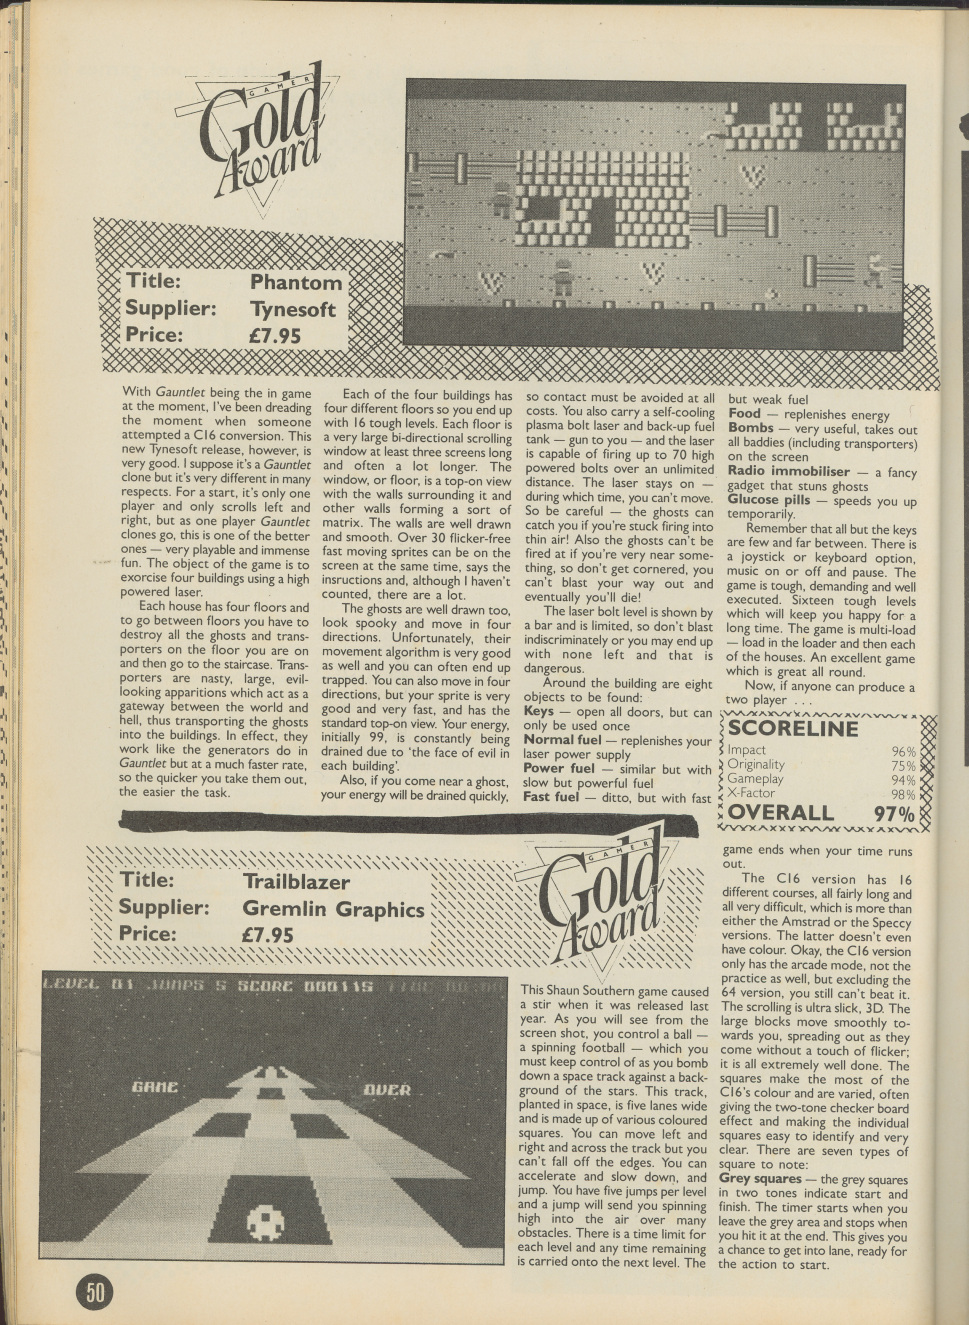 GAMER
Gold
Award
Title: Phantom
Supplier: Tynesoft
Price: £7.95
With Gauntlet being the in game
at the moment, I've been dreading
the moment when someone
attempted a C16 conversion. This
new Tynesoft release, however, is
very good. I suppose it's a Gauntlet
clone but it's very different in many
respects. For a start, it's only one
player and only scrolls left and
right, but as one player Gauntlet
clones go, this is one of the better
ones — very playable and immense
fun. The object of the game is to
exorcise four buildings using a high
powered laser.
Each house has four floors and
to go between floors you have to
destroy all the ghosts and trans-
porters on the floor you are on
and then go to the staircase. Trans-
porters are nasty, large, evil-
looking apparitions which act as a
gateway between the world and
hell, thus transporting the ghosts
into the buildings. In effect, they
work like the generators do in
Gauntlet but at a much faster rate,
so the quicker you take them out,
the easier the task.
Each of the four buildings has
four different floors so you end up
with 16 tough levels. Each floor is
a very large bi-directional scrolling
window at least three screens long
and often a lot longer. The
window, or floor, is a top-on view
with the walls surrounding it and
other walls forming a sort of
matrix. The walls are well drawn
and smooth. Over 30 flicker-free
fast moving sprites can be on the
screen at the same time, says the
insructions and, although I haven't
counted, there are a lot.
The ghosts are well drawn too,
look spooky and move in four
directions. Unfortunately, their
movement algorithm is very good
as well and you can often end up
trapped. You can also move in four
directions, but your sprite is very
good and very fast, and has the
standard top-on view. Your energy,
initially 99, is constantly being
drained due to 'the face of evil in
each building'.
Also, if you come near a ghost,
your energy will be drained quickly,
so contact must be avoided at all
costs. You also carry a self-cooling
plasma bolt laser and back-up fuel
tank — gun to you — and the laser
is capable of firing up to 70 high
powered bolts over an unlimited
distance. The laser stays on —
during which time, you can't move.
So be careful — the ghosts can
catch you if you're stuck firing into
thin air! Also the ghosts can't be
fired at if you're very near some-
thing, so don't get cornered, you
can't blast your way out and
eventually you'll die!
The laser bolt level is shown by
a bar and is limited, so don't blast
indiscriminately or you may end up
with none left and that is
dangerous.
Around the building are eight
objects to be found:
Keys — open all doors, but can
only be used once
Normal fuel — replenishes your
laser power supply
Power fuel — similar but with
slow but powerful fuel
Fast fuel — ditto, but with fast
but weak fuel
Food — replenishes energy
Bombs — very useful, takes out
all baddies (including transporters)
on the screen
Radio immobiliser — a fancy
gadget that stuns ghosts
Glucose pills — speeds you up
temporarily.
Remember that all but the keys
are few and far between. There is
a joystick or keyboard option,
music on or off and pause. The
game is tough, demanding and well
executed. Sixteen tough levels
which will keep you happy for a
long time. The game is multi-load
— load in the loader and then each
of the houses. An excellent game
which is great all round.
Now, if anyone can produce a
two player . . .
SCORELINE
Impact 96%
Originality 75%
Gameplay 94%
X-Factor 98%
OVERALL 97%
Title: Trailblazer
Supplier: Gremlin Graphics
Price: £7.95
GAMER
Gold
Award
LEVEL 01 JUMPS 5 SCORE 000115
GAME OVER
This Shaun Southern game caused
a stir when it was released last
year. As you will see from the
screen shot, you control a ball —
a spinning football — which you
must keep control of as you bomb
down a space track against a back-
ground of the stars. This track,
planted in space, is five lanes wide
and is made up of various coloured
squares. You can move left and
right and across the track but you
can't fall off the edges. You can
accelerate and slow down, and
jump. You have five jumps per level
and a jump will send you spinning
high into the air over many
obstacles. There is a time limit for
each level and any time remaining
is carried onto the next level. The
game ends when your time runs
out.
The C16 version has 16
different courses, all fairly long and
all very difficult, which is more than
either the Amstrad or the Speccy
versions. The latter doesn't even
have colour. Okay, the C16 version
only has the arcade mode, not the
practice as well, but excluding the
64 version, you still can't beat it.
The scrolling is ultra slick, 3D. The
large blocks move smoothly to-
wards you, spreading out as they
come without a touch of flicker;
it is all extremely well done. The
squares make the most of the
C16's colour and are varied, often
giving the two-tone checker board
effect and making the individual
squares easy to identify and very
clear. There are seven types of
square to note:
Grey squares — the grey squares
in two tones indicate start and
finish. The timer starts when you
leave the grey area and stops when
you hit it at the end. This gives you
a chance to get into lane, ready for
the action to start.
50